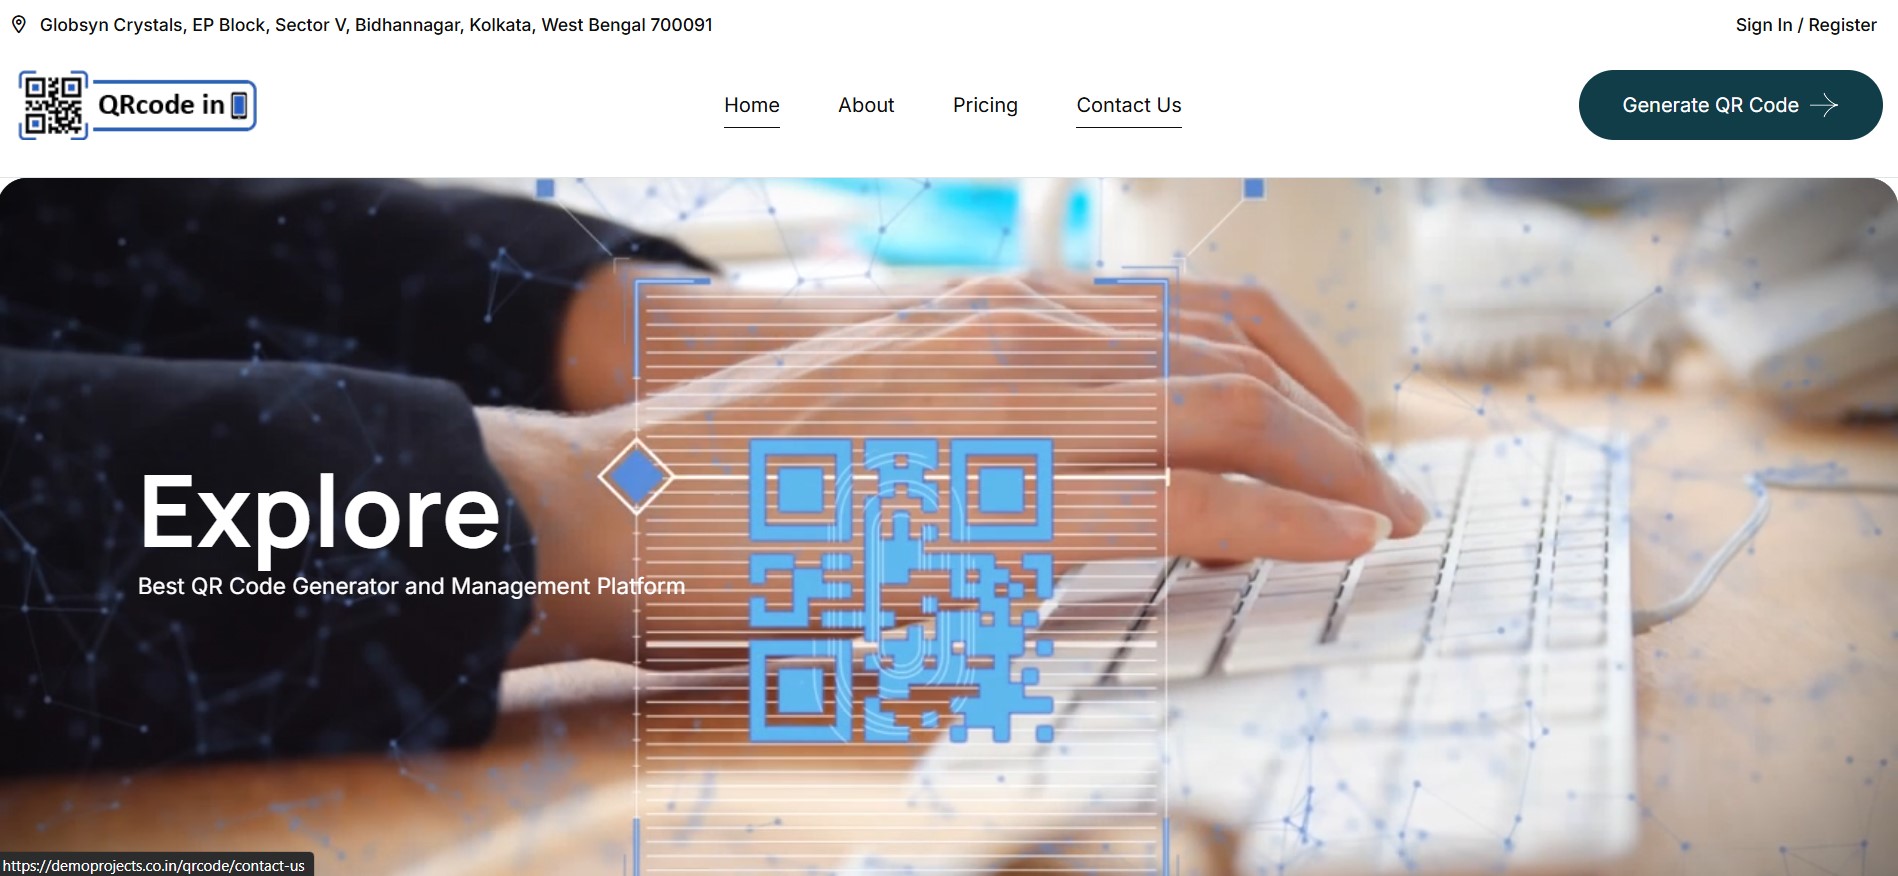 Globsyn Crystals, EP Block, Sector V, Bidhannagar, Kolkata, West Bengal 700091
Sign In / Register
QRcode in
Home
About
Pricing
Contact Us
Generate QR Code
Explore
Best QR Code Generator and Management Platform
https://demoprojects.co.in/qrcode/contact-us